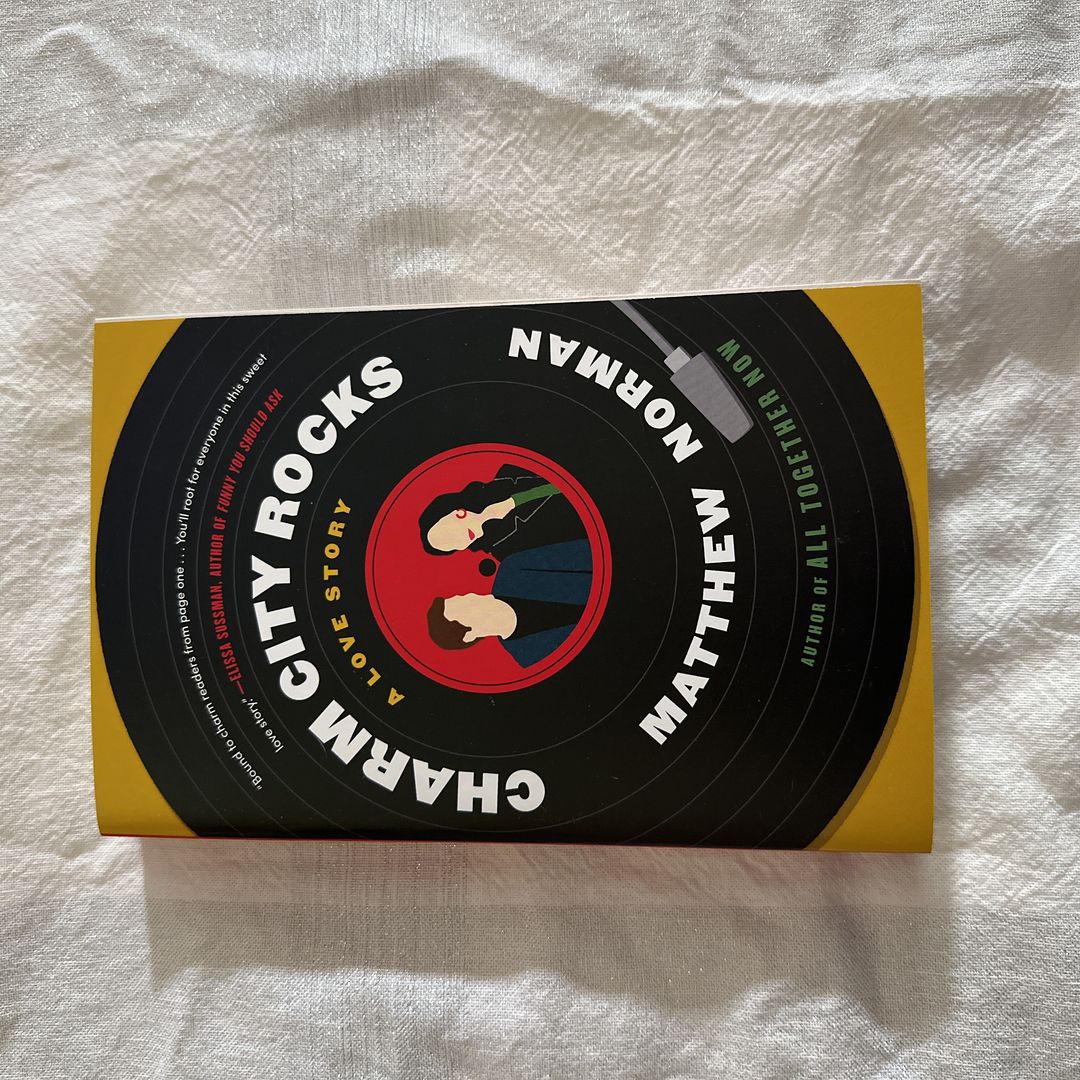 "Bound to charm readers from page one . . . You'll root for everyone in this sweet
love story." —ELISSA SUSSMAN, AUTHOR OF FUNNY YOU SHOULD ASK
CHARM CITY ROCKS
A LOVE STORY
MATTHEW NORMAN
AUTHOR OF ALL TOGETHER NOW